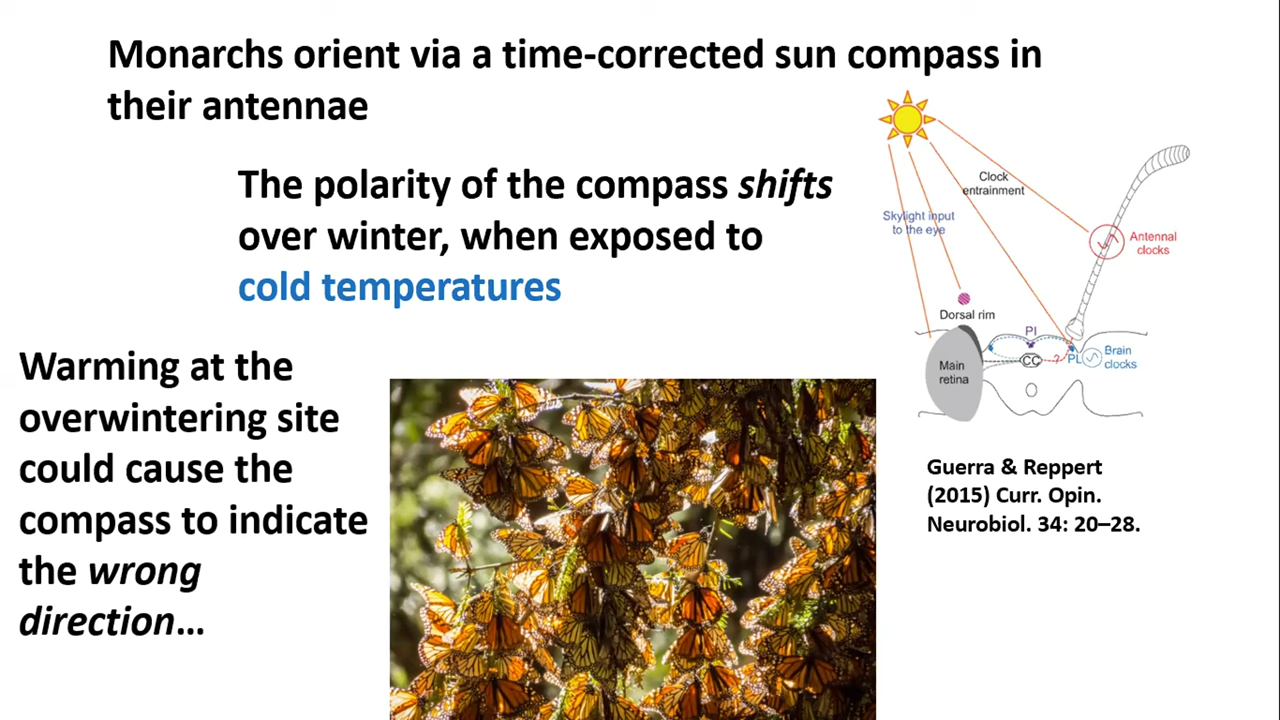 Monarchs orient via a time-corrected sun compass in
their antennae
The polarity of the compass shifts
over winter, when exposed to
cold temperatures
Warming at the
overwintering site
could cause the
compass to indicate
the wrong
direction…
Clock
entrainment
Skylight input
to the eye
Antennal
clocks
Dorsal rim
PI
Main
retina
CC
?
PL
Brain
clocks
Guerra & Reppert
(2015) Curr. Opin.
Neurobiol. 34: 20–28.